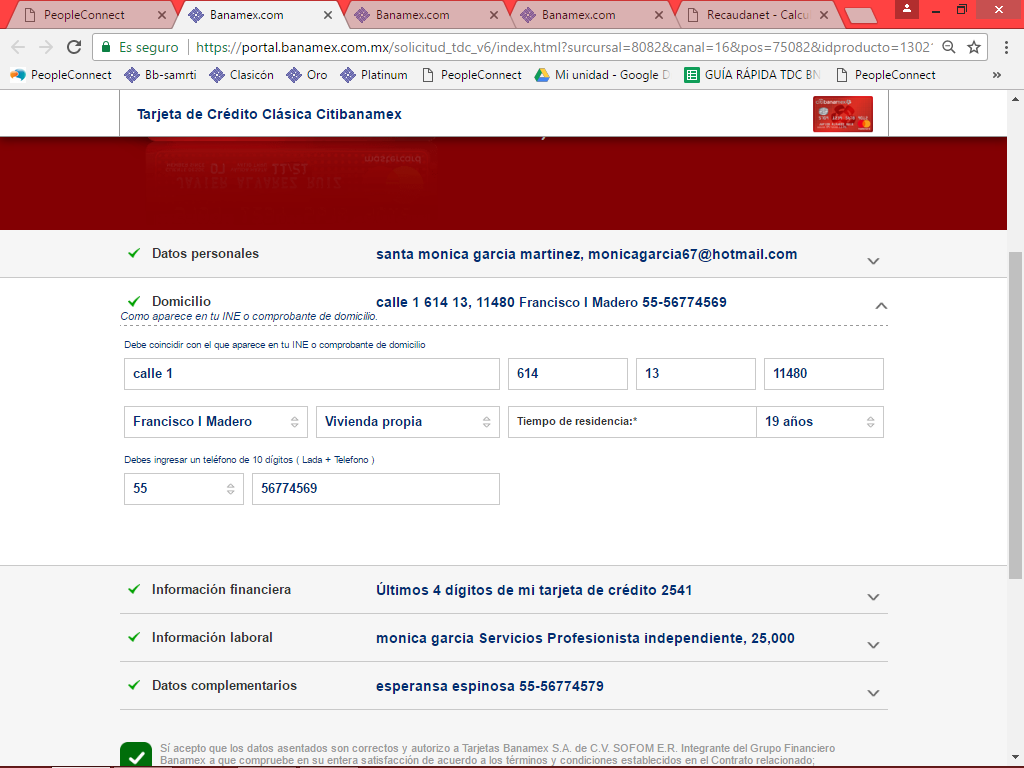 PeopleConnect
Banamex.com
Banamex.com
Banamex.com
Recaudanet - Calcu
Es seguro
https://portal.banamex.com.mx/solicitud_tdc_v6/index.html?sursursal=8082&canal=16&pos=75082&idproducto=1302
PeopleConnect
Bb-samrti
Clasicón
Oro
Platinum
PeopleConnect
Mi unidad - Google D
GUÍA RÁPIDA TDC BN
PeopleConnect
»
Tarjeta de Crédito Clásica Citibanamex
Datos personales
santa monica garcia martinez, monicagarcia67@hotmail.com
Domicilio
calle 1 614 13, 11480 Francisco I Madero 55-56774569
Como aparece en tu INE o comprobante de domicilio.
Debe coincidir con el que aparece en tu INE o comprobante de domicilio
calle 1
614
13
11480
Francisco I Madero
Vivienda propia
Tiempo de residencia:*
19 años
Debes ingresar un teléfono de 10 dígitos ( Lada + Telefono )
55
56774569
Información financiera
Últimos 4 dígitos de mi tarjeta de crédito 2541
Información laboral
monica garcia Servicios Profesionista independiente, 25,000
Datos complementarios
esperansa espinosa 55-56774579
Sí acepto que los datos asentados son correctos y autorizo a Tarjetas Banamex S.A. de C.V. SOFOM E.R. Integrante del Grupo Financiero
Banamex a que compruebe en su entera satisfacción de acuerdo a los términos y condiciones establecidos en el Contrato relacionado;